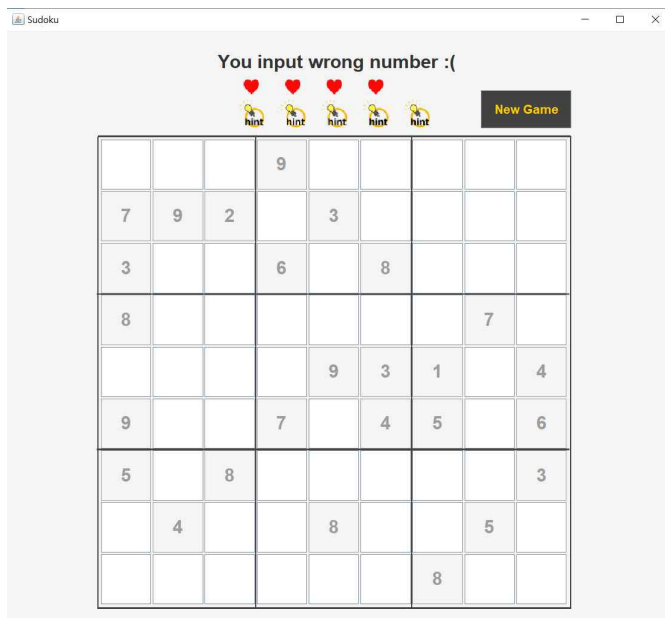 Sudoku
You input wrong number :(
hint hint hint hint hint
New Game
9
7 9 2 3
3 6 8
8 7
9 3 1 4
9 7 4 5 6
5 8 3
4 8 5
8